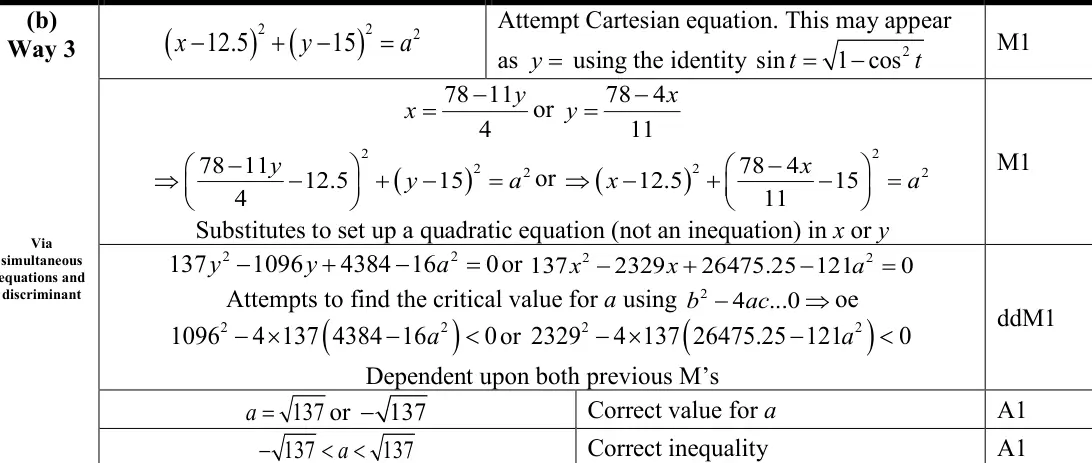 (b)
Way 3
(x−12.5)² + (y−15)² = a²
Attempt Cartesian equation. This may appear
as y = using the identity sin t = √(1−cos² t)
M1
x = (78−11y)/4 or y = (78−4x)/11
⇒ ((78−11y)/4 −12.5)² + (y−15)² = a² or ⇒ (x−12.5)² + ((78−4x)/11 −15)² = a²
Substitutes to set up a quadratic equation (not an inequation) in x or y
M1
Via
simultaneous
equations and
discriminant
137y² −1096y + 4384 −16a² = 0 or 137x² − 2329x + 26475.25 −121a² = 0
Attempts to find the critical value for a using b² − 4ac...0 ⇒ oe
1096² − 4×137(4384 −16a²) < 0 or 2329² − 4×137(26475.25 −121a²) < 0
Dependent upon both previous M's
ddM1
a = √137 or −√137
Correct value for a
A1
−√137 < a < √137
Correct inequality
A1